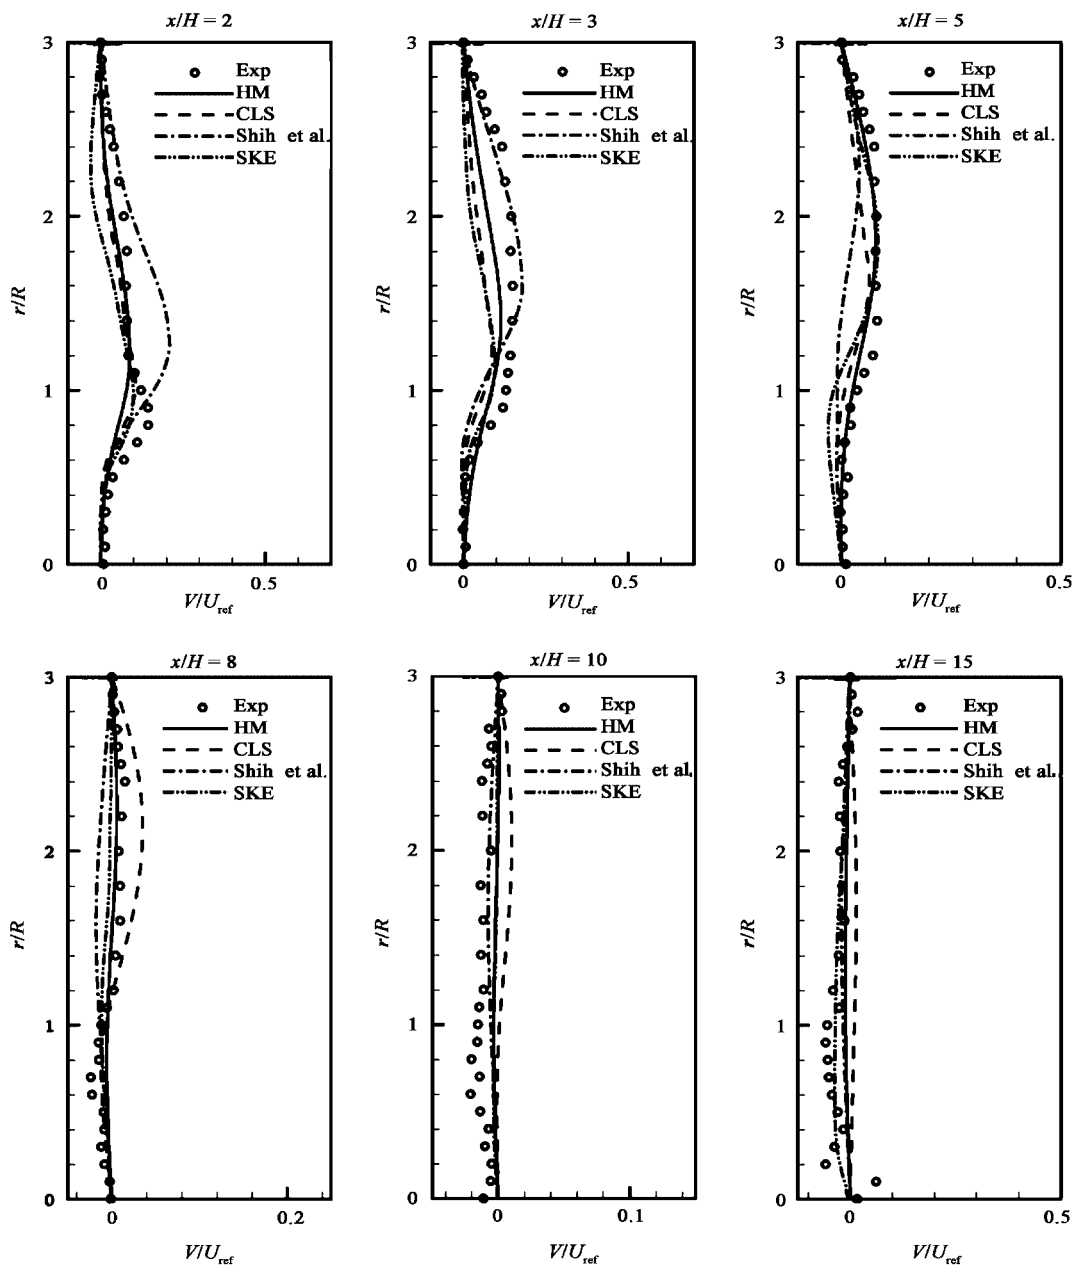 x/H = 2
3
Exp
HM
CLS
Shih et al.
SKE
2
r/R
1
0
0 0.5
V/U_ref
x/H = 3
3
Exp
HM
CLS
Shih et al.
SKE
2
r/R
1
0
0 0.5
V/U_ref
x/H = 5
3
Exp
HM
CLS
Shih et al.
SKE
2
r/R
1
0
0 0.5
V/U_ref
x/H = 8
3
Exp
HM
CLS
Shih et al.
SKE
2
r/R
1
0
0 0.2
V/U_ref
x/H = 10
3
Exp
HM
CLS
Shih et al.
SKE
2
r/R
1
0
0 0.1
V/U_ref
x/H = 15
3
Exp
HM
CLS
Shih et al.
SKE
2
r/R
1
0
0 0.5
V/U_ref